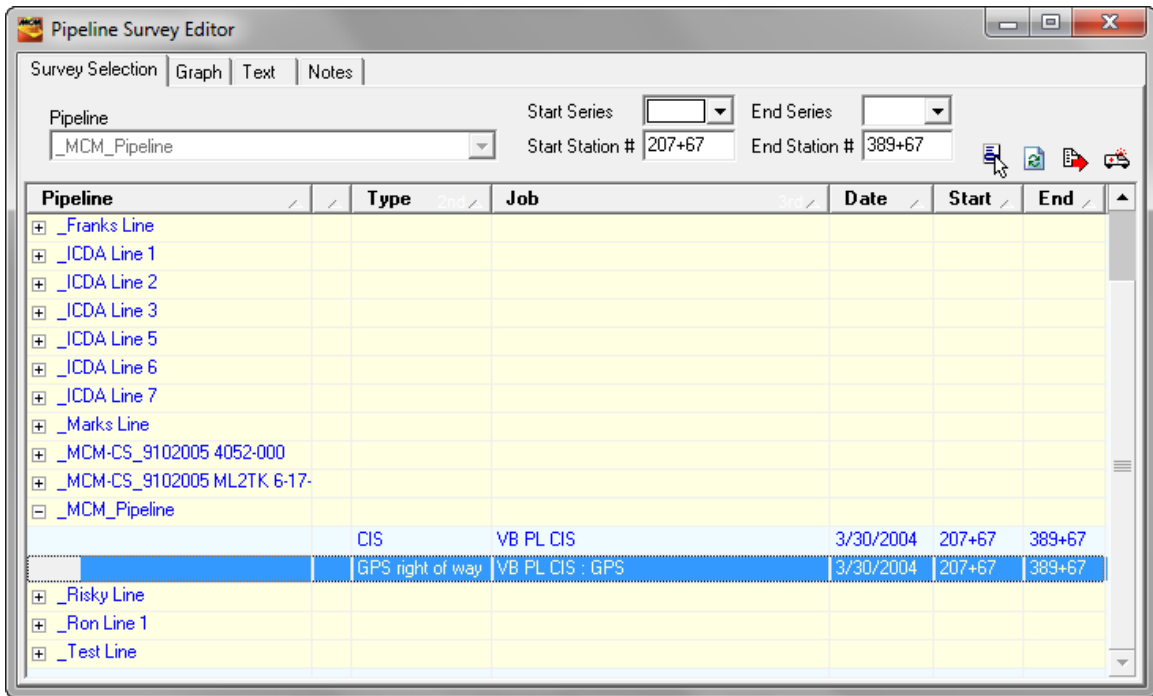 Pipeline Survey Editor
Survey Selection Graph Text Notes
Start Series End Series
Pipeline
_MCM_Pipeline Start Station # 207+67 End Station # 389+67
Pipeline Type 2nd Job 3rd Date Start End
_Franks Line
_ICDA Line 1
_ICDA Line 2
_ICDA Line 3
_ICDA Line 5
_ICDA Line 6
_ICDA Line 7
_Marks Line
_MCM-CS_9102005 4052-000
_MCM-CS_9102005 ML2TK 6-17-
_MCM_Pipeline
CIS VB PL CIS 3/30/2004 207+67 389+67
GPS right of way VB PL CIS : GPS 3/30/2004 207+67 389+67
_Risky Line
_Ron Line 1
_Test Line